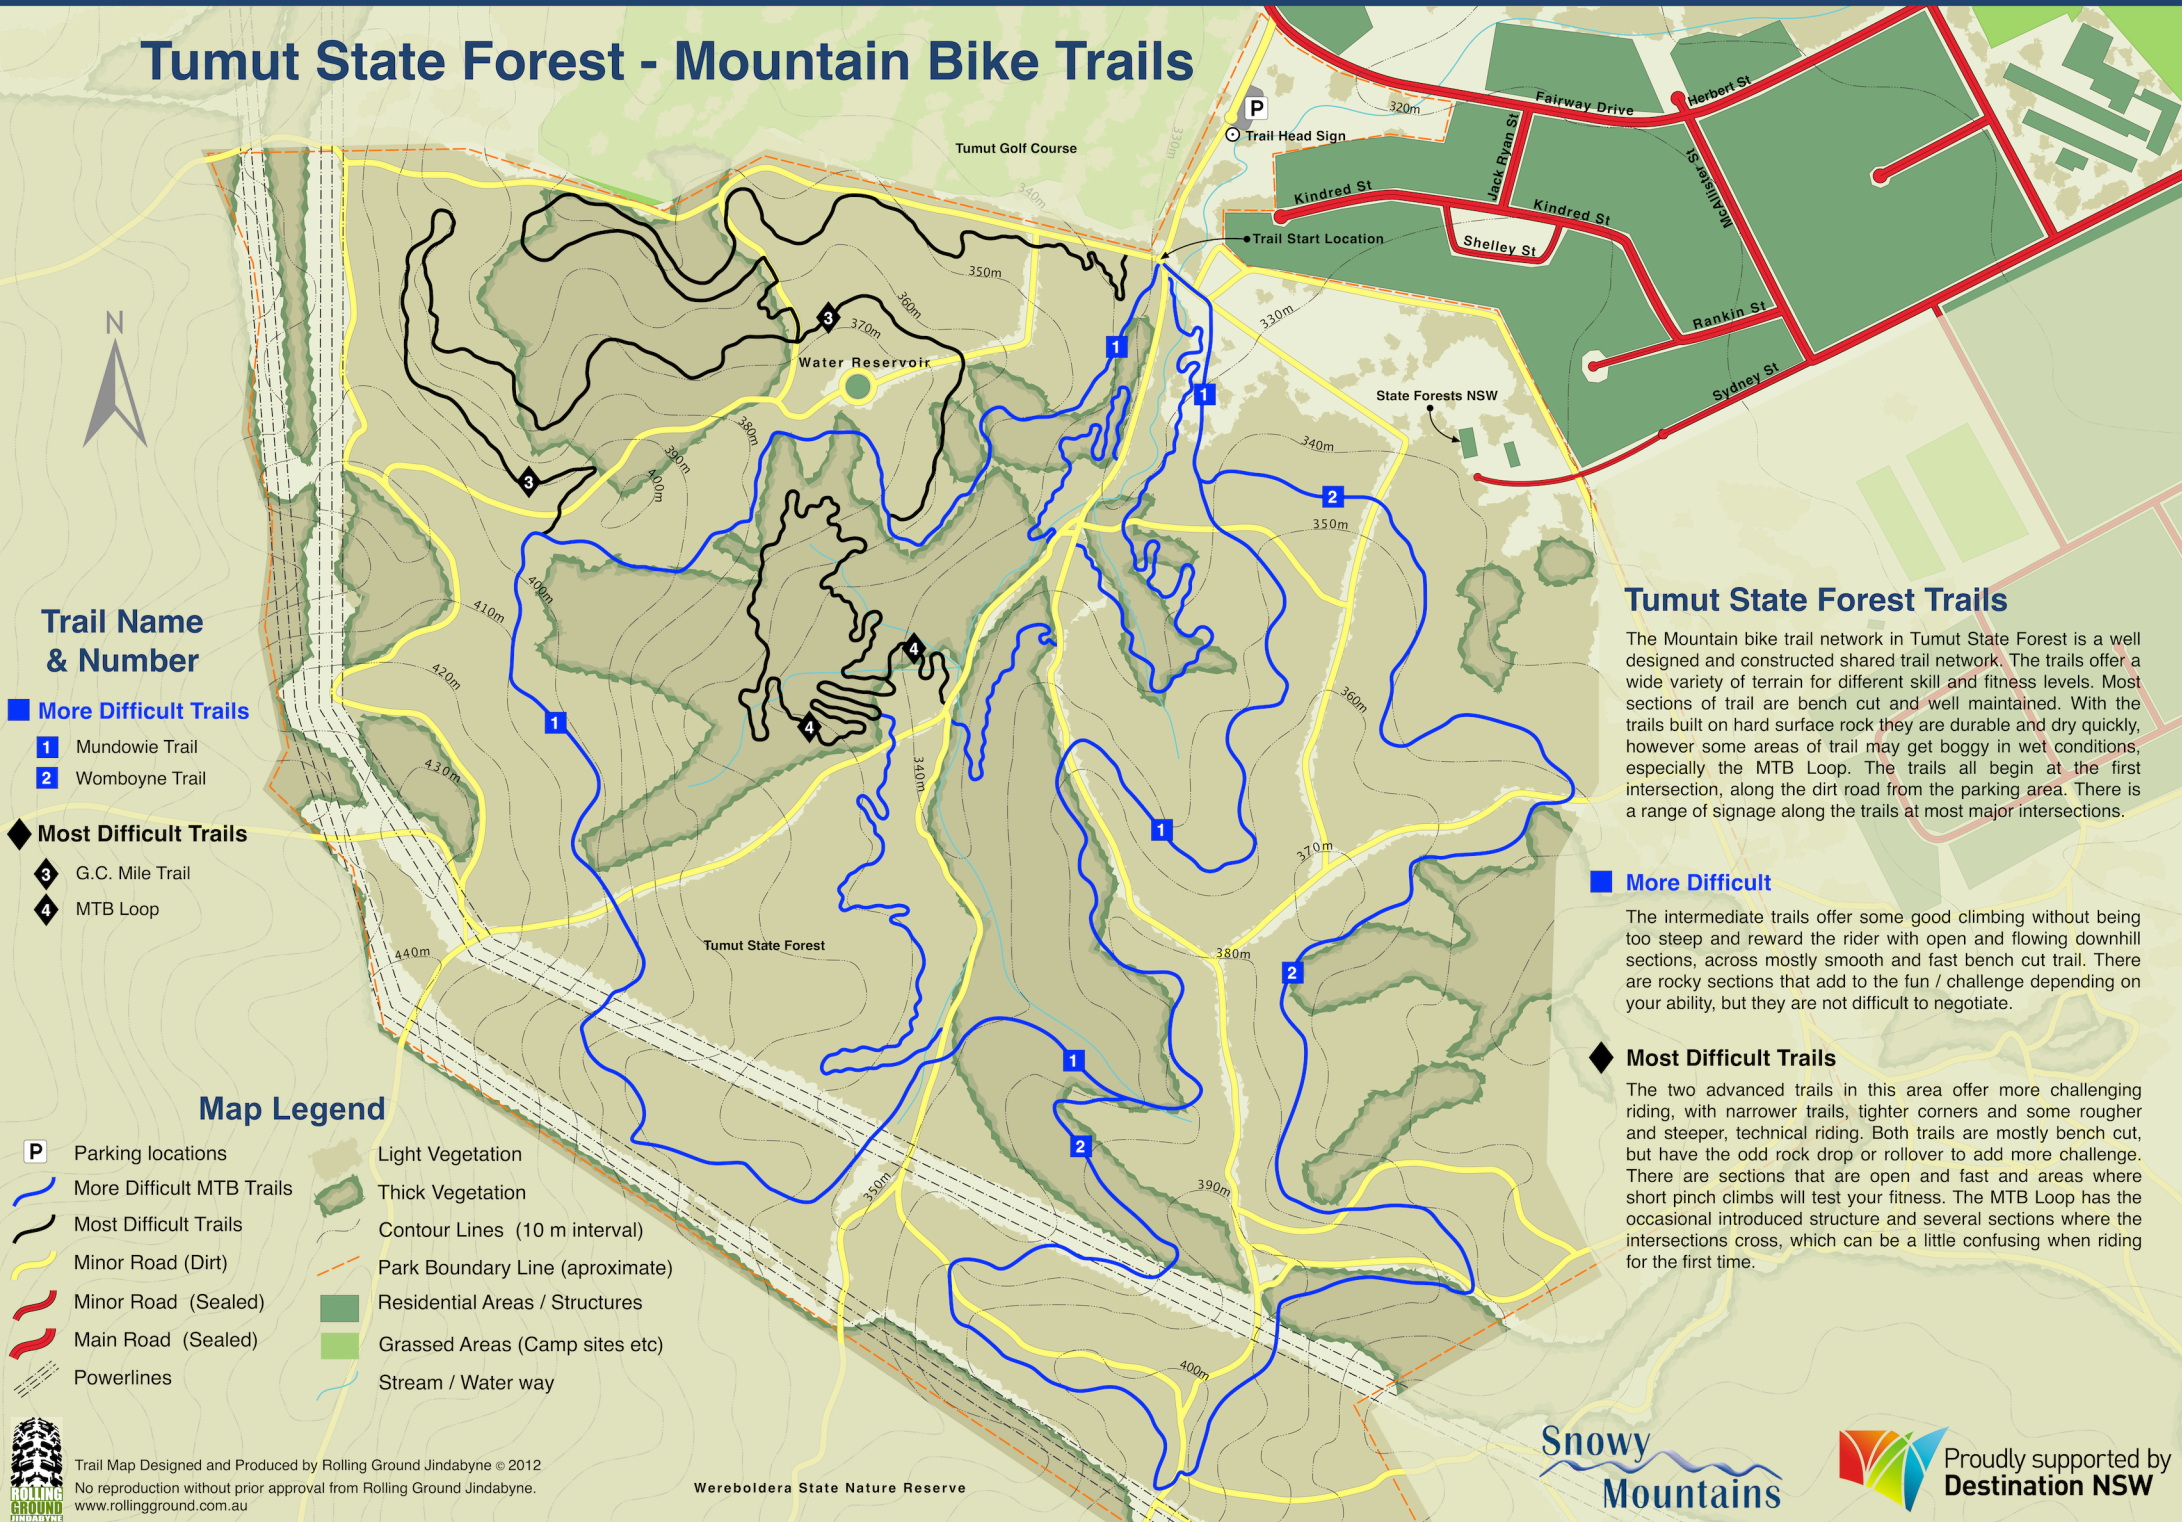 Tumut State Forest - Mountain Bike Trails
P
Trail Head Sign
Tumut Golf Course
Trail Start Location
Fairway Drive
Herbert St
Jack Ryan St
Kindred St
Kindred St
Shelley St
McAllister St
Rankin St
Sydney St
State Forests NSW
Water Reservoir
320m
330m
340m
350m
360m
370m
330m
340m
350m
380m
390m
400m
400m
410m
420m
430m
440m
340m
350m
360m
370m
380m
390m
400m
1
1
1
1
1
2
2
2
3
3
4
4
N
Tumut State Forest
Wereboldera State Nature Reserve
Trail Name
& Number
More Difficult Trails
1 Mundowie Trail
2 Womboyne Trail
Most Difficult Trails
3 G.C. Mile Trail
4 MTB Loop
Map Legend
P Parking locations
More Difficult MTB Trails
Most Difficult Trails
Minor Road (Dirt)
Minor Road (Sealed)
Main Road (Sealed)
Powerlines
Light Vegetation
Thick Vegetation
Contour Lines (10 m interval)
Park Boundary Line (aproximate)
Residential Areas / Structures
Grassed Areas (Camp sites etc)
Stream / Water way
Tumut State Forest Trails
The Mountain bike trail network in Tumut State Forest is a well
designed and constructed shared trail network. The trails offer a
wide variety of terrain for different skill and fitness levels. Most
sections of trail are bench cut and well maintained. With the
trails built on hard surface rock they are durable and dry quickly,
however some areas of trail may get boggy in wet conditions,
especially the MTB Loop. The trails all begin at the first
intersection, along the dirt road from the parking area. There is
a range of signage along the trails at most major intersections.
More Difficult
The intermediate trails offer some good climbing without being
too steep and reward the rider with open and flowing downhill
sections, across mostly smooth and fast bench cut trail. There
are rocky sections that add to the fun / challenge depending on
your ability, but they are not difficult to negotiate.
Most Difficult Trails
The two advanced trails in this area offer more challenging
riding, with narrower trails, tighter corners and some rougher
and steeper, technical riding. Both trails are mostly bench cut,
but have the odd rock drop or rollover to add more challenge.
There are sections that are open and fast and areas where
short pinch climbs will test your fitness. The MTB Loop has the
occasional introduced structure and several sections where the
intersections cross, which can be a little confusing when riding
for the first time.
ROLLING
GROUND
JINDABYNE
Trail Map Designed and Produced by Rolling Ground Jindabyne © 2012
No reproduction without prior approval from Rolling Ground Jindabyne.
www.rollingground.com.au
Snowy
Mountains
Proudly supported by
Destination NSW